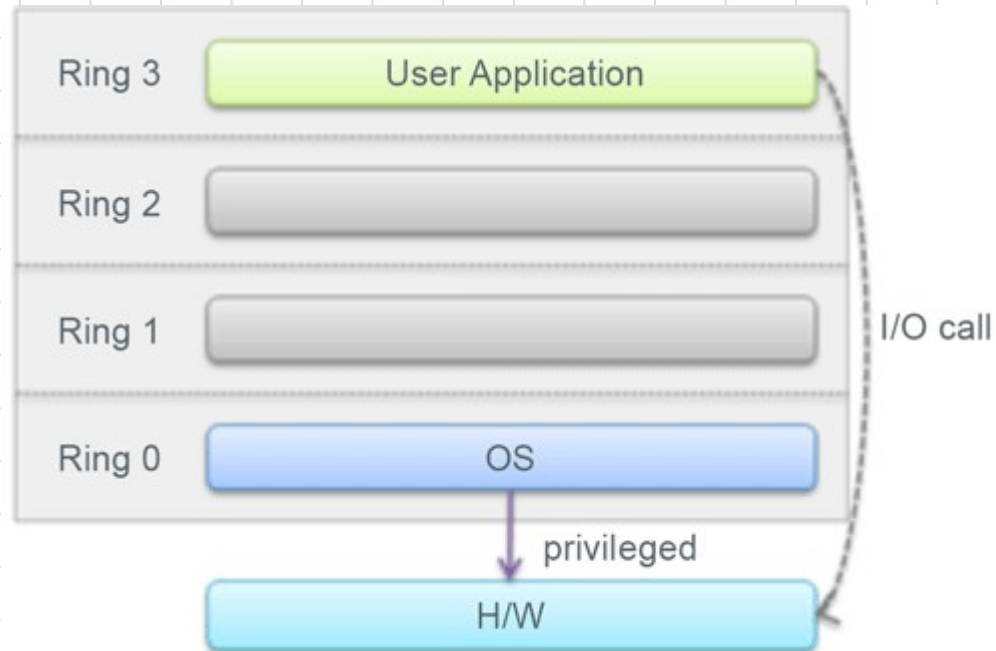 Ring 3
User Application
Ring 2
Ring 1
I/O call
Ring 0
OS
privileged
H/W